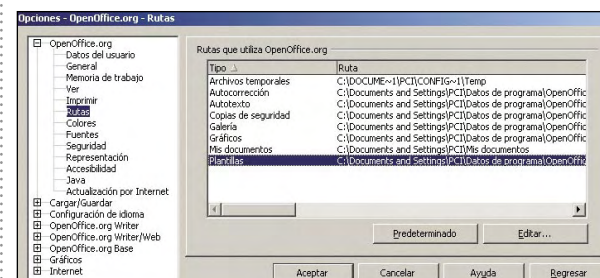 Opciones - OpenOffice.org - Rutas
OpenOffice.org
Datos del usuario
General
Memoria de trabajo
Ver
Imprimir
Rutas
Colores
Fuentes
Seguridad
Representación
Accesibilidad
Java
Actualización por Internet
Cargar/Guardar
Configuración de idioma
OpenOffice.org Writer
OpenOffice.org Writer/Web
OpenOffice.org Base
Gráficos
Internet
Rutas que utiliza OpenOffice.org
Tipo Ruta
Archivos temporales C:\DOCUME~1\PCI\CONFIG~1\Temp
Autocorrección C:\Documents and Settings\PCI\Datos de programa\OpenOffic
Autotexto C:\Documents and Settings\PCI\Datos de programa\OpenOffic
Copias de seguridad C:\Documents and Settings\PCI\Datos de programa\OpenOffic
Galería C:\Documents and Settings\PCI\Datos de programa\OpenOffic
Gráficos C:\Documents and Settings\PCI\Datos de programa\OpenOffic
Mis documentos C:\Documents and Settings\PCI\Mis documentos
Plantillas C:\Documents and Settings\PCI\Datos de programa\OpenOffic
Predeterminado Editar...
Aceptar Cancelar Ayuda Regresar